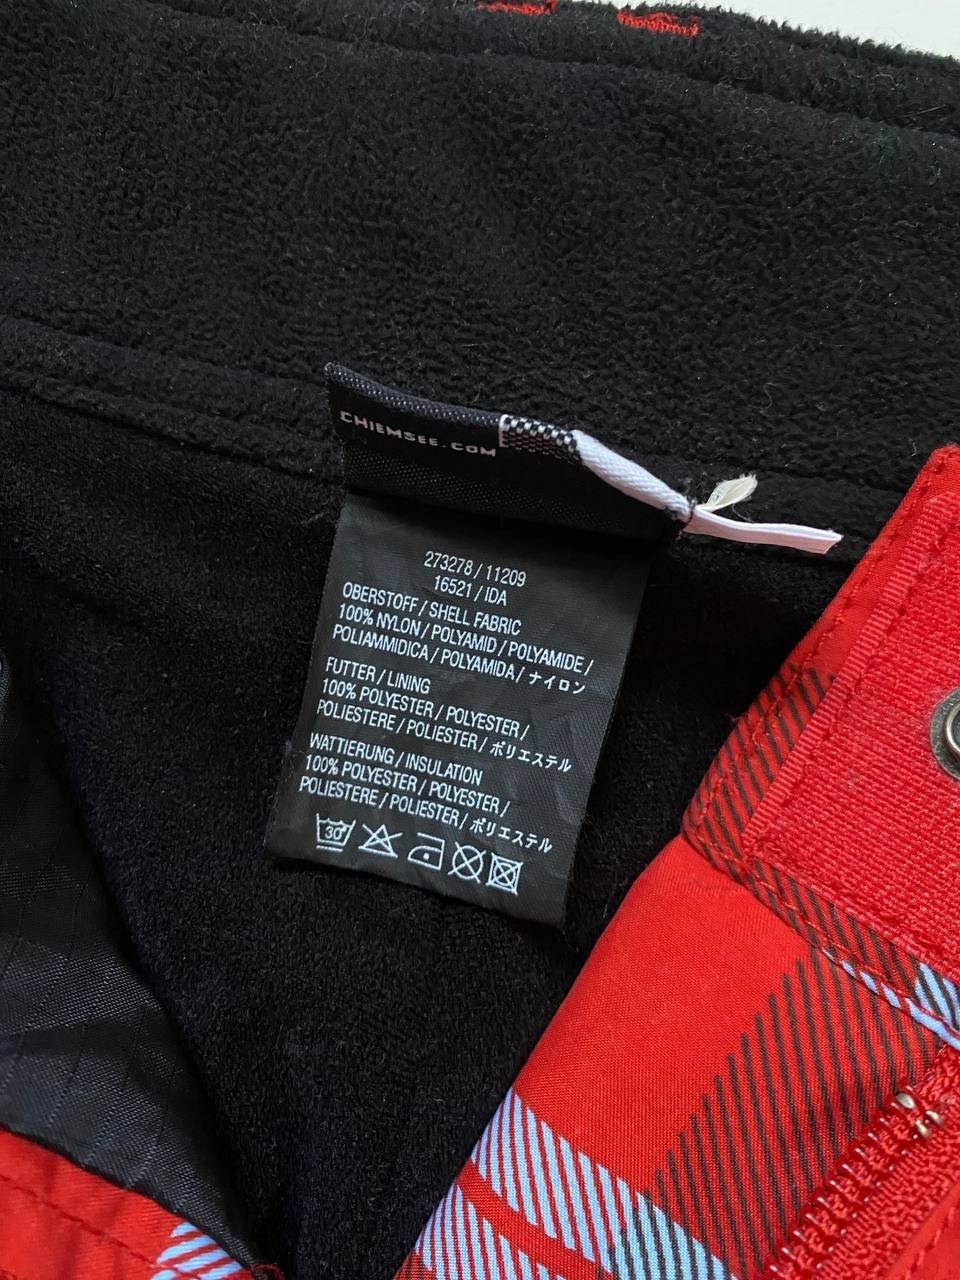 CHIEMSEE.COM
273278 / 11209
16521 / IDA
OBERSTOFF / SHELL FABRIC
100% NYLON / POLYAMID / POLYAMIDE /
POLIAMMIDICA / POLYAMIDA / ナイロン
FUTTER / LINING
100% POLYESTER / POLYESTER /
POLIESTERE / POLIESTER / ポリエステル
WATTIERUNG / INSULATION
100% POLYESTER / POLYESTER /
POLIESTERE / POLIESTER / ポリエステル
30°